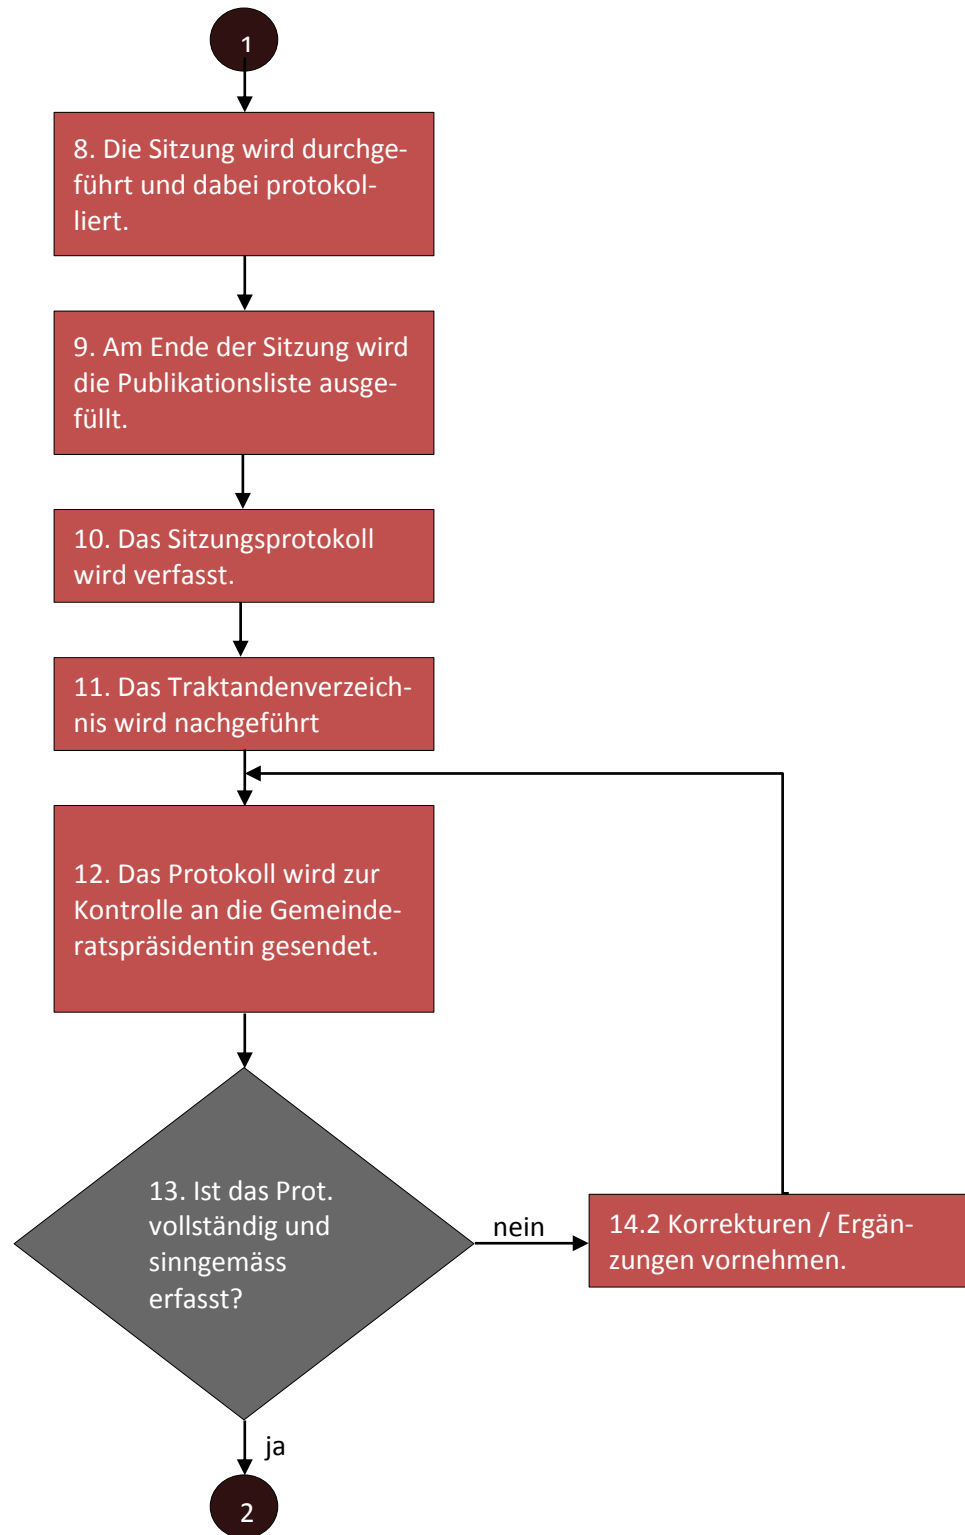 1
8. Die Sitzung wird durchge-
führt und dabei protokol-
liert.
9. Am Ende der Sitzung wird
die Publikationsliste ausge-
füllt.
10. Das Sitzungsprotokoll
wird verfasst.
11. Das Traktandenverzeich-
nis wird nachgeführt
12. Das Protokoll wird zur
Kontrolle an die Gemeinde-
ratspräsidentin gesendet.
13. Ist das Prot.
vollständig und
sinngemäss
erfasst?
nein
14.2 Korrekturen / Ergän-
zungen vornehmen.
ja
2